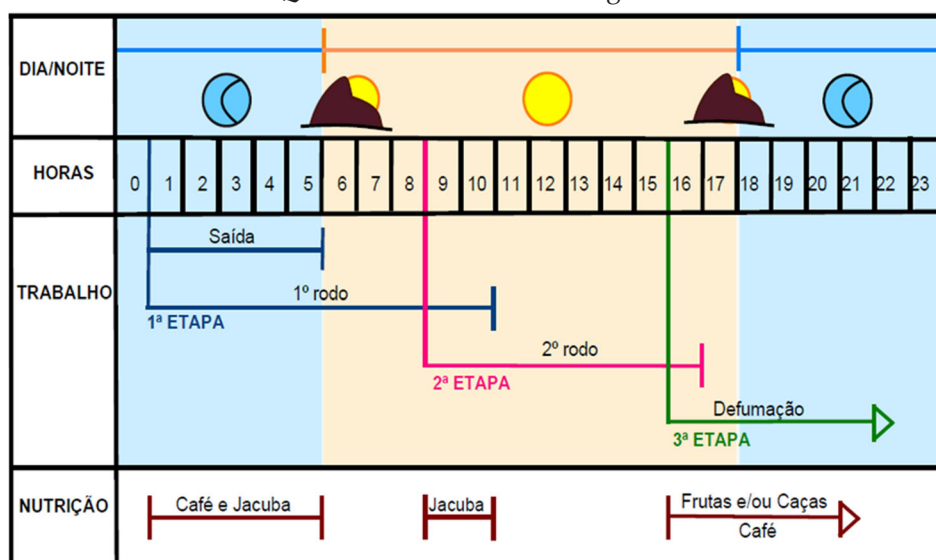 DIA/NOITE
HORAS
0 1 2 3 4 5 6 7 8 9 10 11 12 13 14 15 16 17 18 19 20 21 22 23
TRABALHO
Saída
1º rodo
1ª ETAPA
2º rodo
2ª ETAPA
Defumação
3ª ETAPA
NUTRIÇÃO
Café e Jacuba
Jacuba
Frutas e/ou Caças
Café